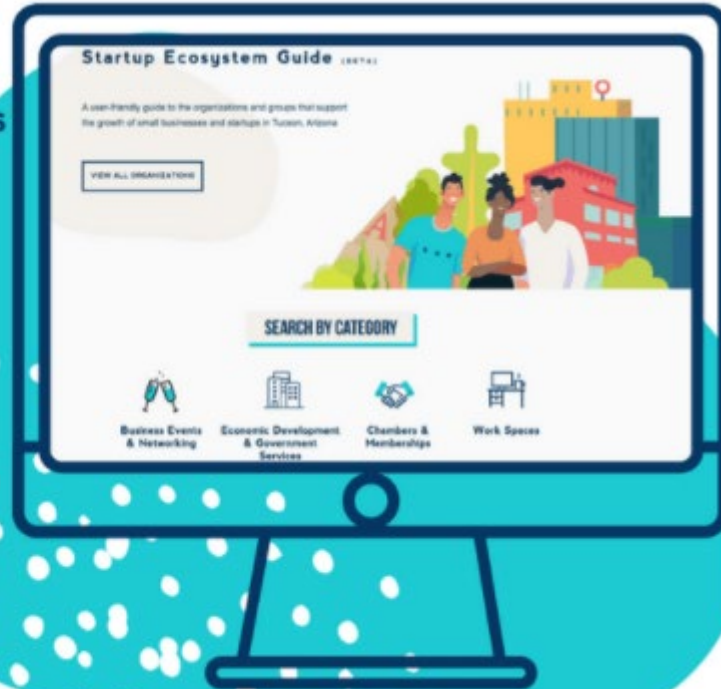 Startup Ecosystem Guide (BETA)
S
A user-friendly guide to the organizations and groups that support
the growth of small businesses and startups in Tucson, Arizona
VIEW ALL ORGANIZATIONS
A
SEARCH BY CATEGORY
Business Events
& Networking
Economic Development
& Government
Services
Chambers &
Memberships
Work Spaces